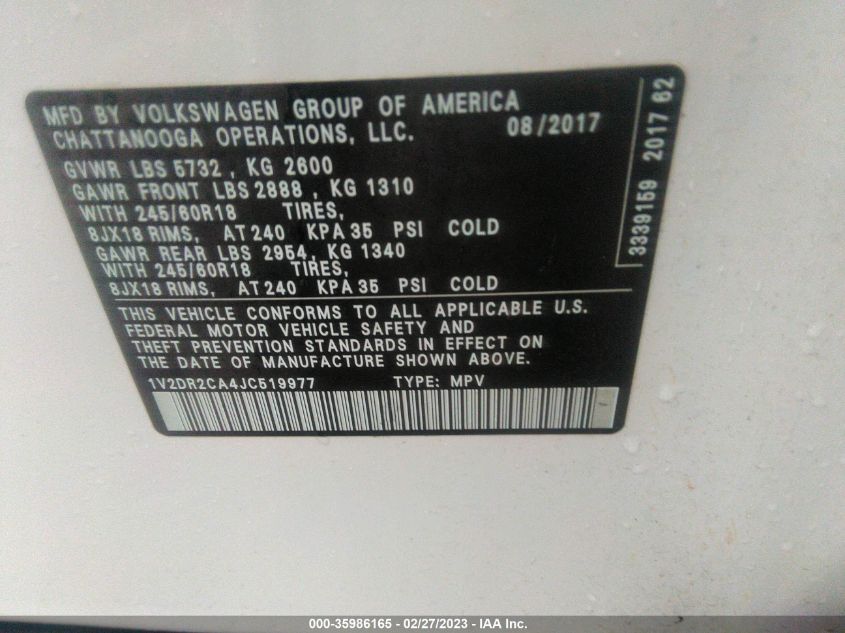 MFD BY VOLKSWAGEN GROUP OF AMERICA
CHATTANOOGA OPERATIONS, LLC. 08/2017
GVWR LBS 5732 , KG 2600
GAWR FRONT LBS 2888 , KG 1310
WITH 245/60R18 TIRES,
8JX18 RIMS, AT 240 KPA 35 PSI COLD
GAWR REAR LBS 2954, KG 1340
WITH 245/60R18 TIRES,
8JX18 RIMS, AT 240 KPA 35 PSI COLD
THIS VEHICLE CONFORMS TO ALL APPLICABLE U.S.
FEDERAL MOTOR VEHICLE SAFETY AND
THEFT PREVENTION STANDARDS IN EFFECT ON
THE DATE OF MANUFACTURE SHOWN ABOVE.
1V2DR2CA4JC519977 TYPE: MPV
3339159 2017 62
000-35986165 - 02/27/2023 - IAA Inc.